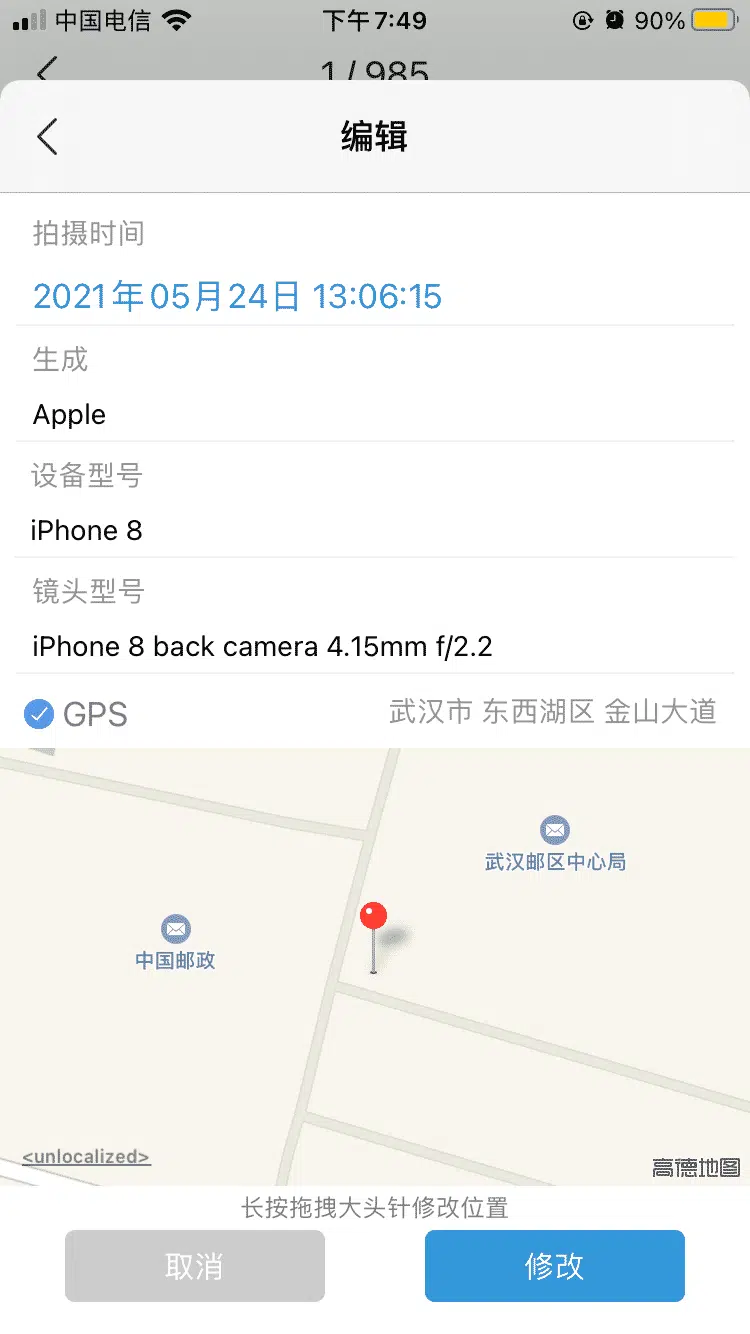 中国电信 下午7:49 90%
1 / 985
编辑
拍摄时间
2021年05月24日 13:06:15
生成
Apple
设备型号
iPhone 8
镜头型号
iPhone 8 back camera 4.15mm f/2.2
GPS 武汉市 东西湖区 金山大道
武汉邮区中心局
中国邮政
<unlocalized>
高德地图
长按拖拽大头针修改位置
取消 修改